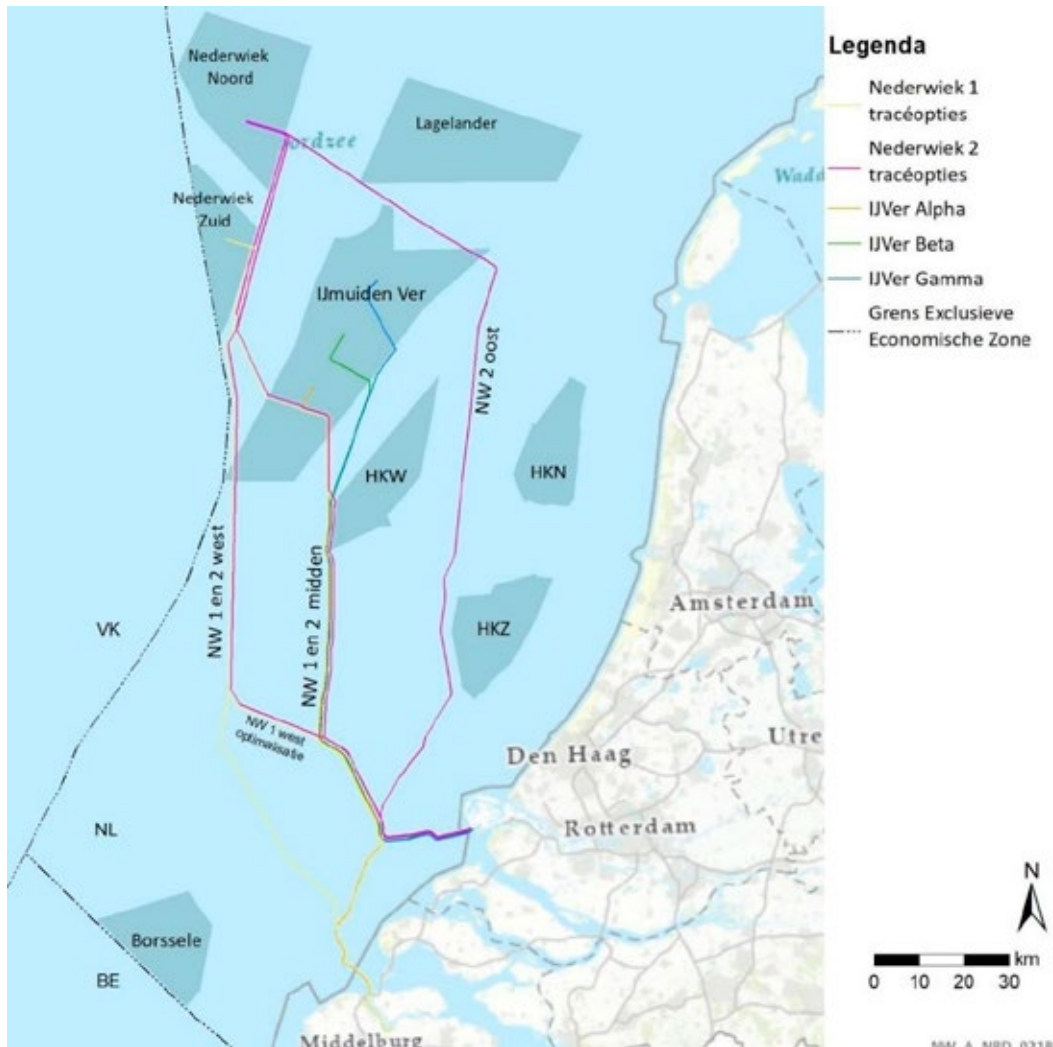 Nederwiek
Noord
Lagelander
ordzee
Wadd
Nederwiek
Zuid
IJmuiden Ver
NW 2 oost
HKW
HKN
NW 1 en 2 west
NW 1 en 2 midden
HKZ
Amsterdam
VK
NW 1 west
optimalisatie
Den Haag
Utre
NL
Rotterdam
Borssele
BE
Middelburg
Legenda
Nederwiek 1
tracéopties
Nederwiek 2
tracéopties
IJVer Alpha
IJVer Beta
IJVer Gamma
Grens Exclusieve
Economische Zone
N
km
0 10 20 30